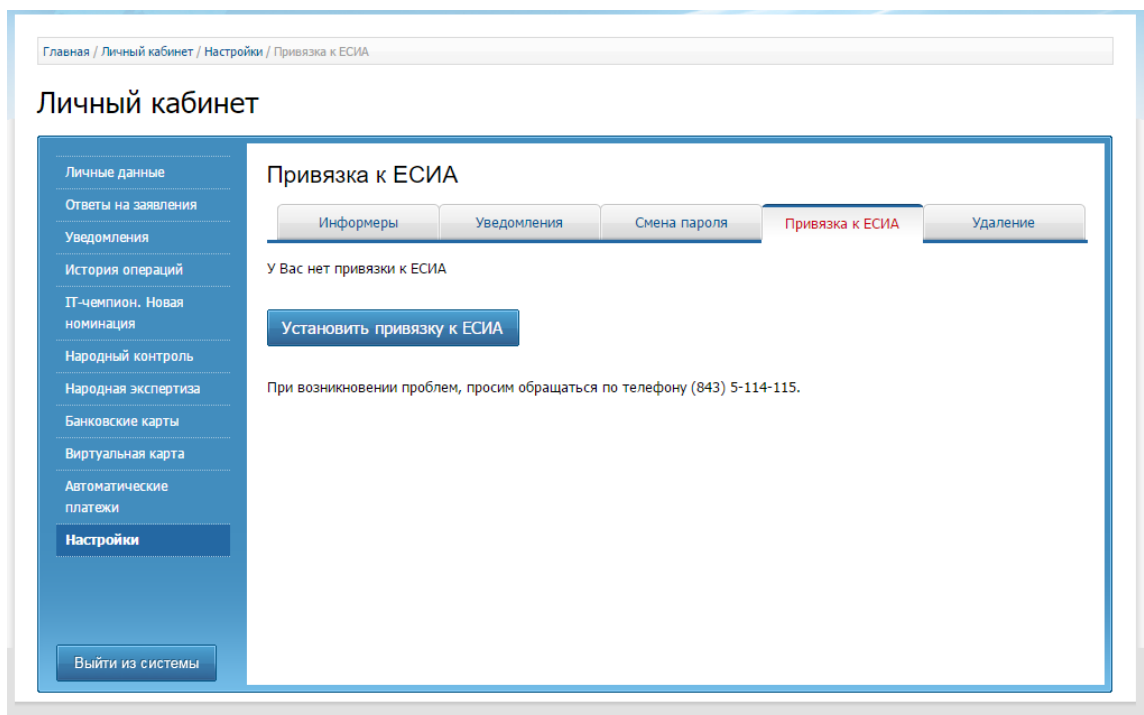 Главная / Личный кабинет / Настройки / Привязка к ЕСИА
Личный кабинет
Личные данные
Ответы на заявления
Уведомления
История операций
IT-чемпион. Новая
номинация
Народный контроль
Народная экспертиза
Банковские карты
Виртуальная карта
Автоматические
платежи
Настройки
Выйти из системы
Привязка к ЕСИА
Информеры Уведомления Смена пароля Привязка к ЕСИА Удаление
У Вас нет привязки к ЕСИА
Установить привязку к ЕСИА
При возникновении проблем, просим обращаться по телефону (843) 5-114-115.